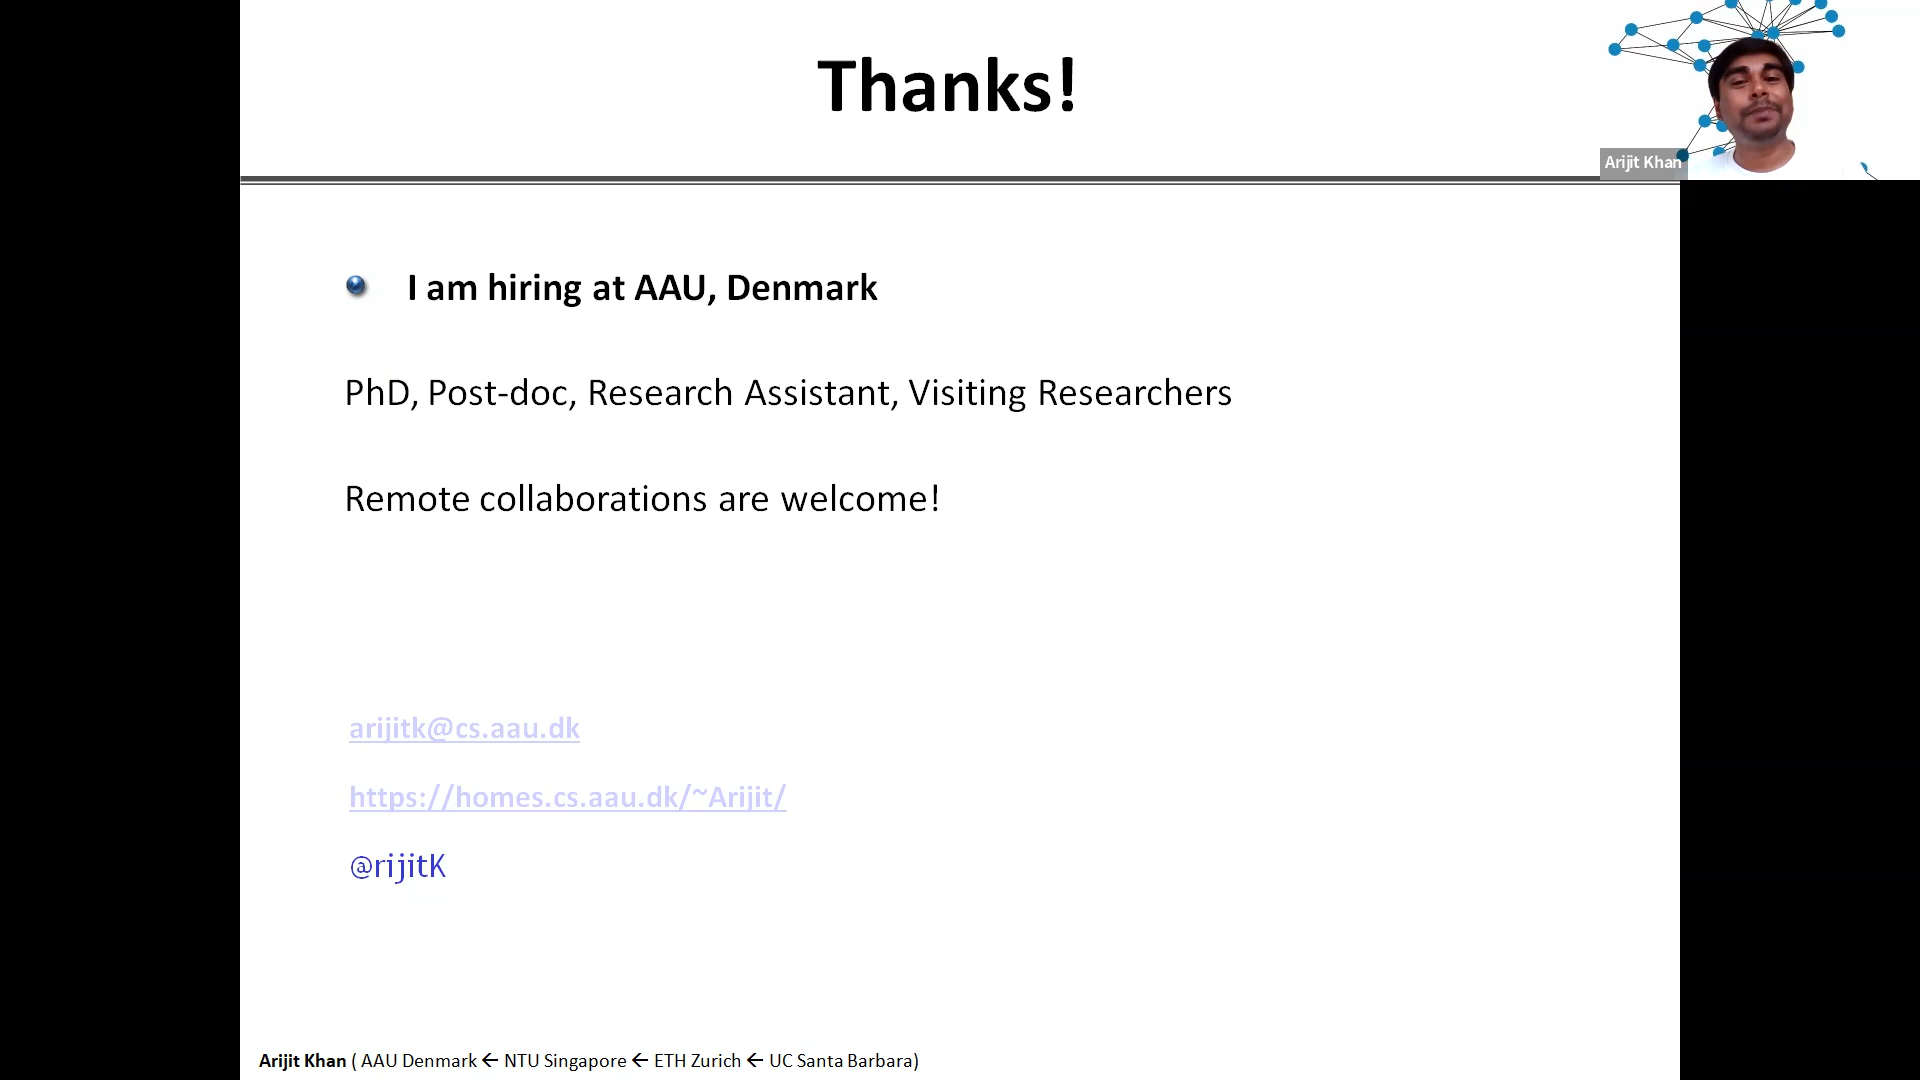 Thanks!
Arijit Khan
I am hiring at AAU, Denmark
PhD, Post-doc, Research Assistant, Visiting Researchers
Remote collaborations are welcome!
arijitk@cs.aau.dk
https://homes.cs.aau.dk/~Arijit/
@rijitK
Arijit Khan ( AAU Denmark ← NTU Singapore ← ETH Zurich ← UC Santa Barbara)